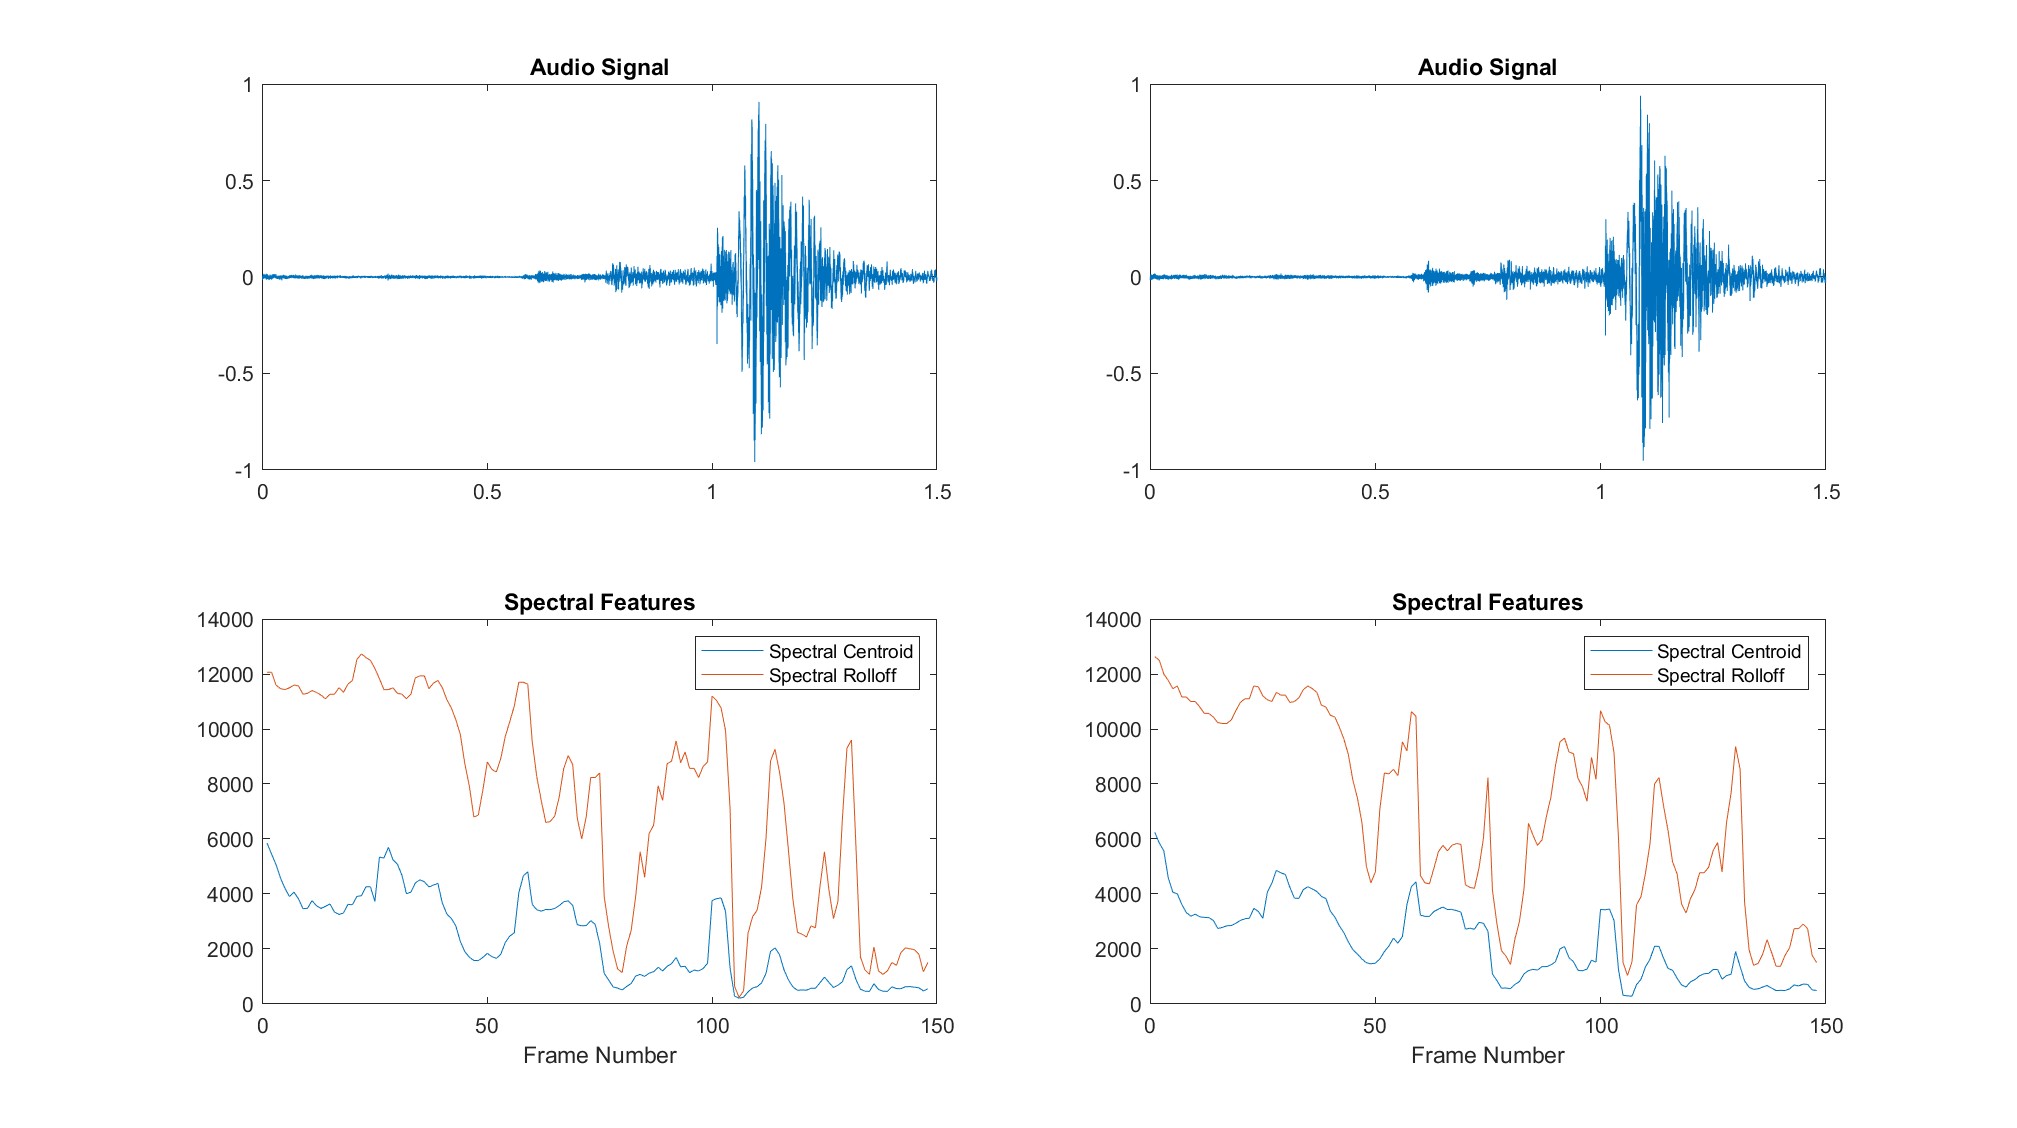 Audio Signal
1
0.5
0
-0.5
-1
0 0.5 1 1.5
Audio Signal
1
0.5
0
-0.5
-1
0 0.5 1 1.5
Spectral Features
14000
12000
10000
8000
6000
4000
2000
0
Spectral Centroid
Spectral Rolloff
0 50 100 150
Frame Number
Spectral Features
14000
12000
10000
8000
6000
4000
2000
0
Spectral Centroid
Spectral Rolloff
0 50 100 150
Frame Number